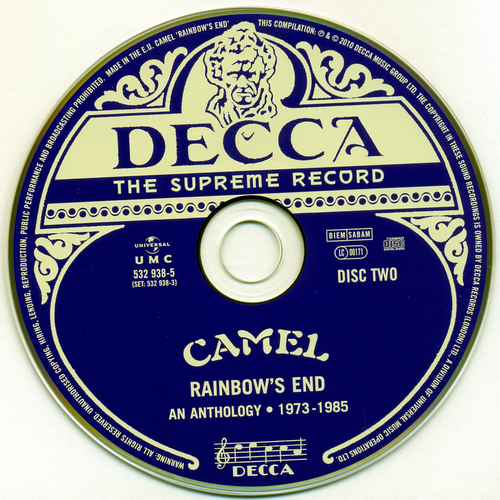 WARNING. ALL RIGHTS RESERVED. UNAUTHORISED COPYING, HIRING, LENDING, REPRODUCTION, PUBLIC PERFORMANCE AND BROADCASTING PROHIBITED. MADE IN THE E.U. CAMEL 'RAINBOW'S END' THIS COMPILATION: ℗ & © 2010 DECCA MUSIC GROUP LTD. THE COPYRIGHT IN THESE SOUND RECORDINGS IS OWNED BY DECCA RECORDS (LONDON) LTD., A DIVISION OF UNIVERSAL MUSIC OPERATIONS LTD.
DECCA
THE SUPREME RECORD
UNIVERSAL
UMC
532 938-5
(SET: 532 938-3)
BIEM SABAM
LC 00171
DISC TWO
CAMEL
RAINBOW'S END
AN ANTHOLOGY • 1973-1985
DECCA